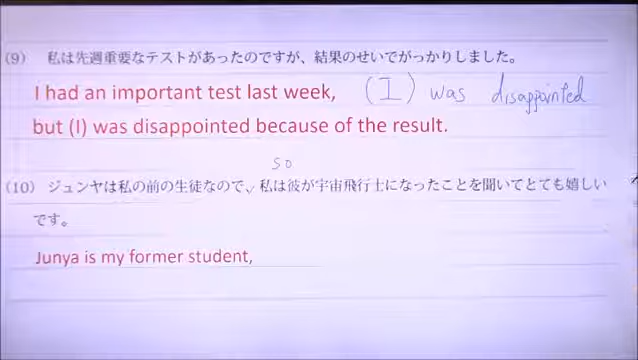 (9) 私は先週重要なテストがあったのですが、結果のせいでがっかりしました。
I had an important test last week, (I) was disappointed
but (I) was disappointed because of the result.
so
(10) ジュンヤは私の前の生徒なので、私は彼が宇宙飛行士になったことを聞いてとても嬉しい
です。
Junya is my former student,